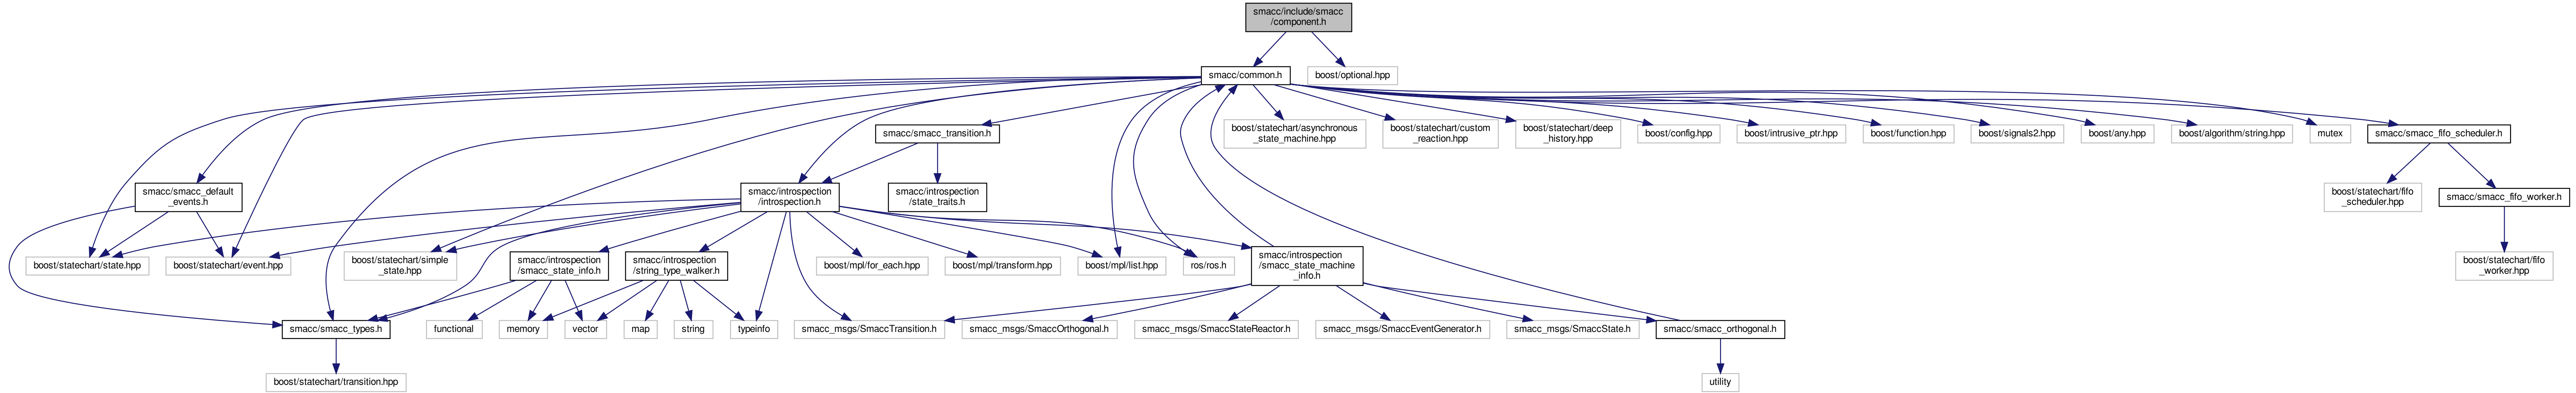 smacc/include/smacc
/component.h
smacc/common.h
boost/optional.hpp
smacc/smacc_transition.h
boost/statechart/asynchronous
_state_machine.hpp
boost/statechart/custom
_reaction.hpp
boost/statechart/deep
_history.hpp
boost/config.hpp
boost/intrusive_ptr.hpp
boost/function.hpp
boost/signals2.hpp
boost/any.hpp
boost/algorithm/string.hpp
mutex
smacc/smacc_fifo_scheduler.h
smacc/smacc_default
_events.h
smacc/introspection
/introspection.h
smacc/introspection
/state_traits.h
boost/statechart/fifo
_scheduler.hpp
smacc/smacc_fifo_worker.h
boost/statechart/state.hpp
boost/statechart/event.hpp
boost/statechart/simple
_state.hpp
smacc/introspection
/smacc_state_info.h
smacc/introspection
/string_type_walker.h
boost/mpl/for_each.hpp
boost/mpl/transform.hpp
boost/mpl/list.hpp
ros/ros.h
smacc/introspection
/smacc_state_machine
_info.h
boost/statechart/fifo
_worker.hpp
smacc/smacc_types.h
functional
memory
vector
map
string
typeinfo
smacc_msgs/SmaccTransition.h
smacc_msgs/SmaccOrthogonal.h
smacc_msgs/SmaccStateReactor.h
smacc_msgs/SmaccEventGenerator.h
smacc_msgs/SmaccState.h
smacc/smacc_orthogonal.h
boost/statechart/transition.hpp
utility